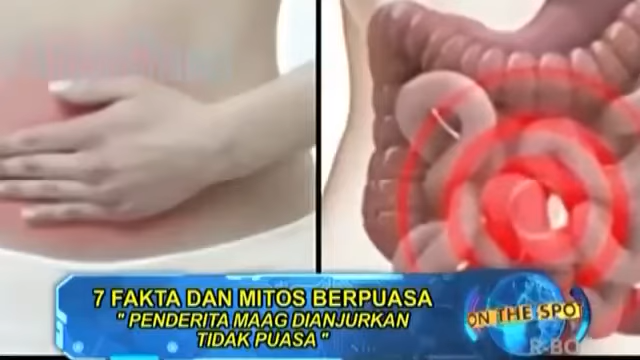 7 FAKTA DAN MITOS BERPUASA
" PENDERITA MAAG DIANJURKAN
TIDAK PUASA "
ON THE SPOT